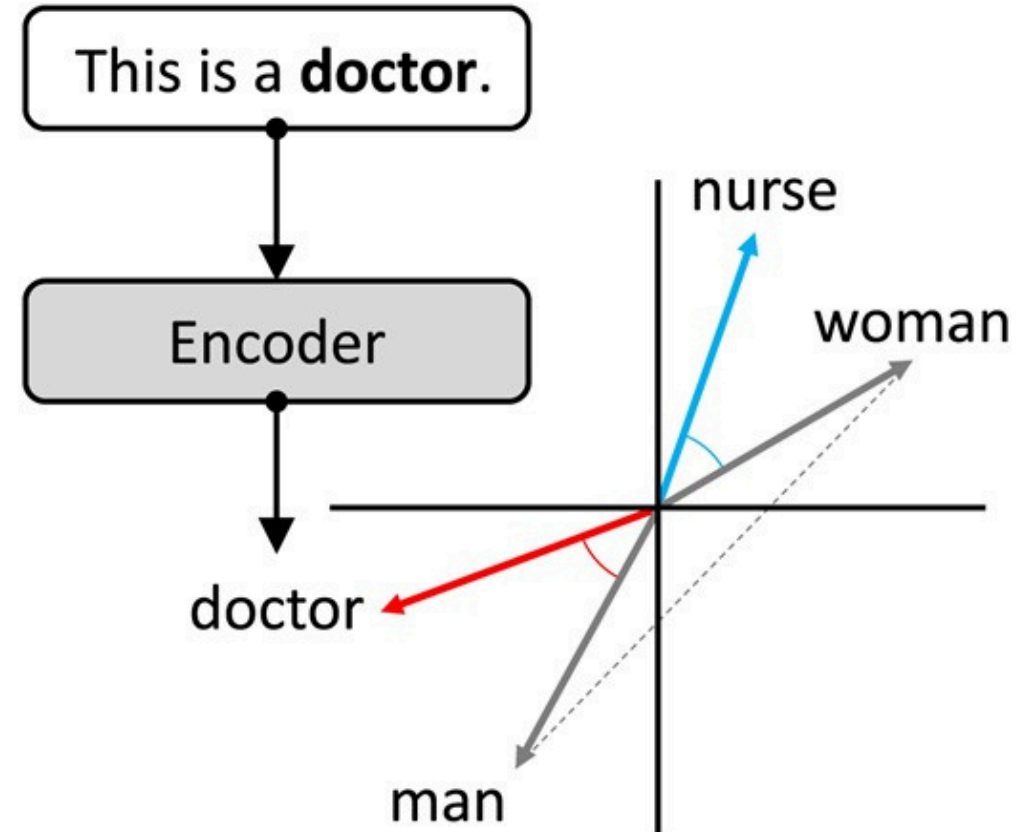 This is a doctor.
Encoder
doctor
nurse
woman
man